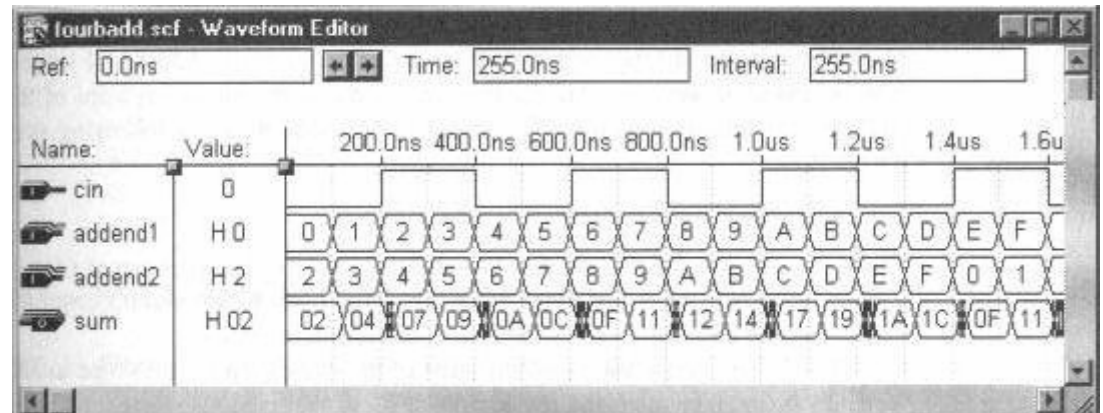 fourbadd.scf - Waveform Editor
Ref: 0.0ns Time: 255.0ns Interval: 255.0ns
Name: Value: 200.0ns 400.0ns 600.0ns 800.0ns 1.0us 1.2us 1.4us 1.6u
cin 0
addend1 H 0 0 1 2 3 4 5 6 7 8 9 A B C D E F
addend2 H 2 2 3 4 5 6 7 8 9 A B C D E F 0 1
sum H 02 02 04 07 09 0A 0C 0F 11 12 14 17 19 1A 1C 0F 11